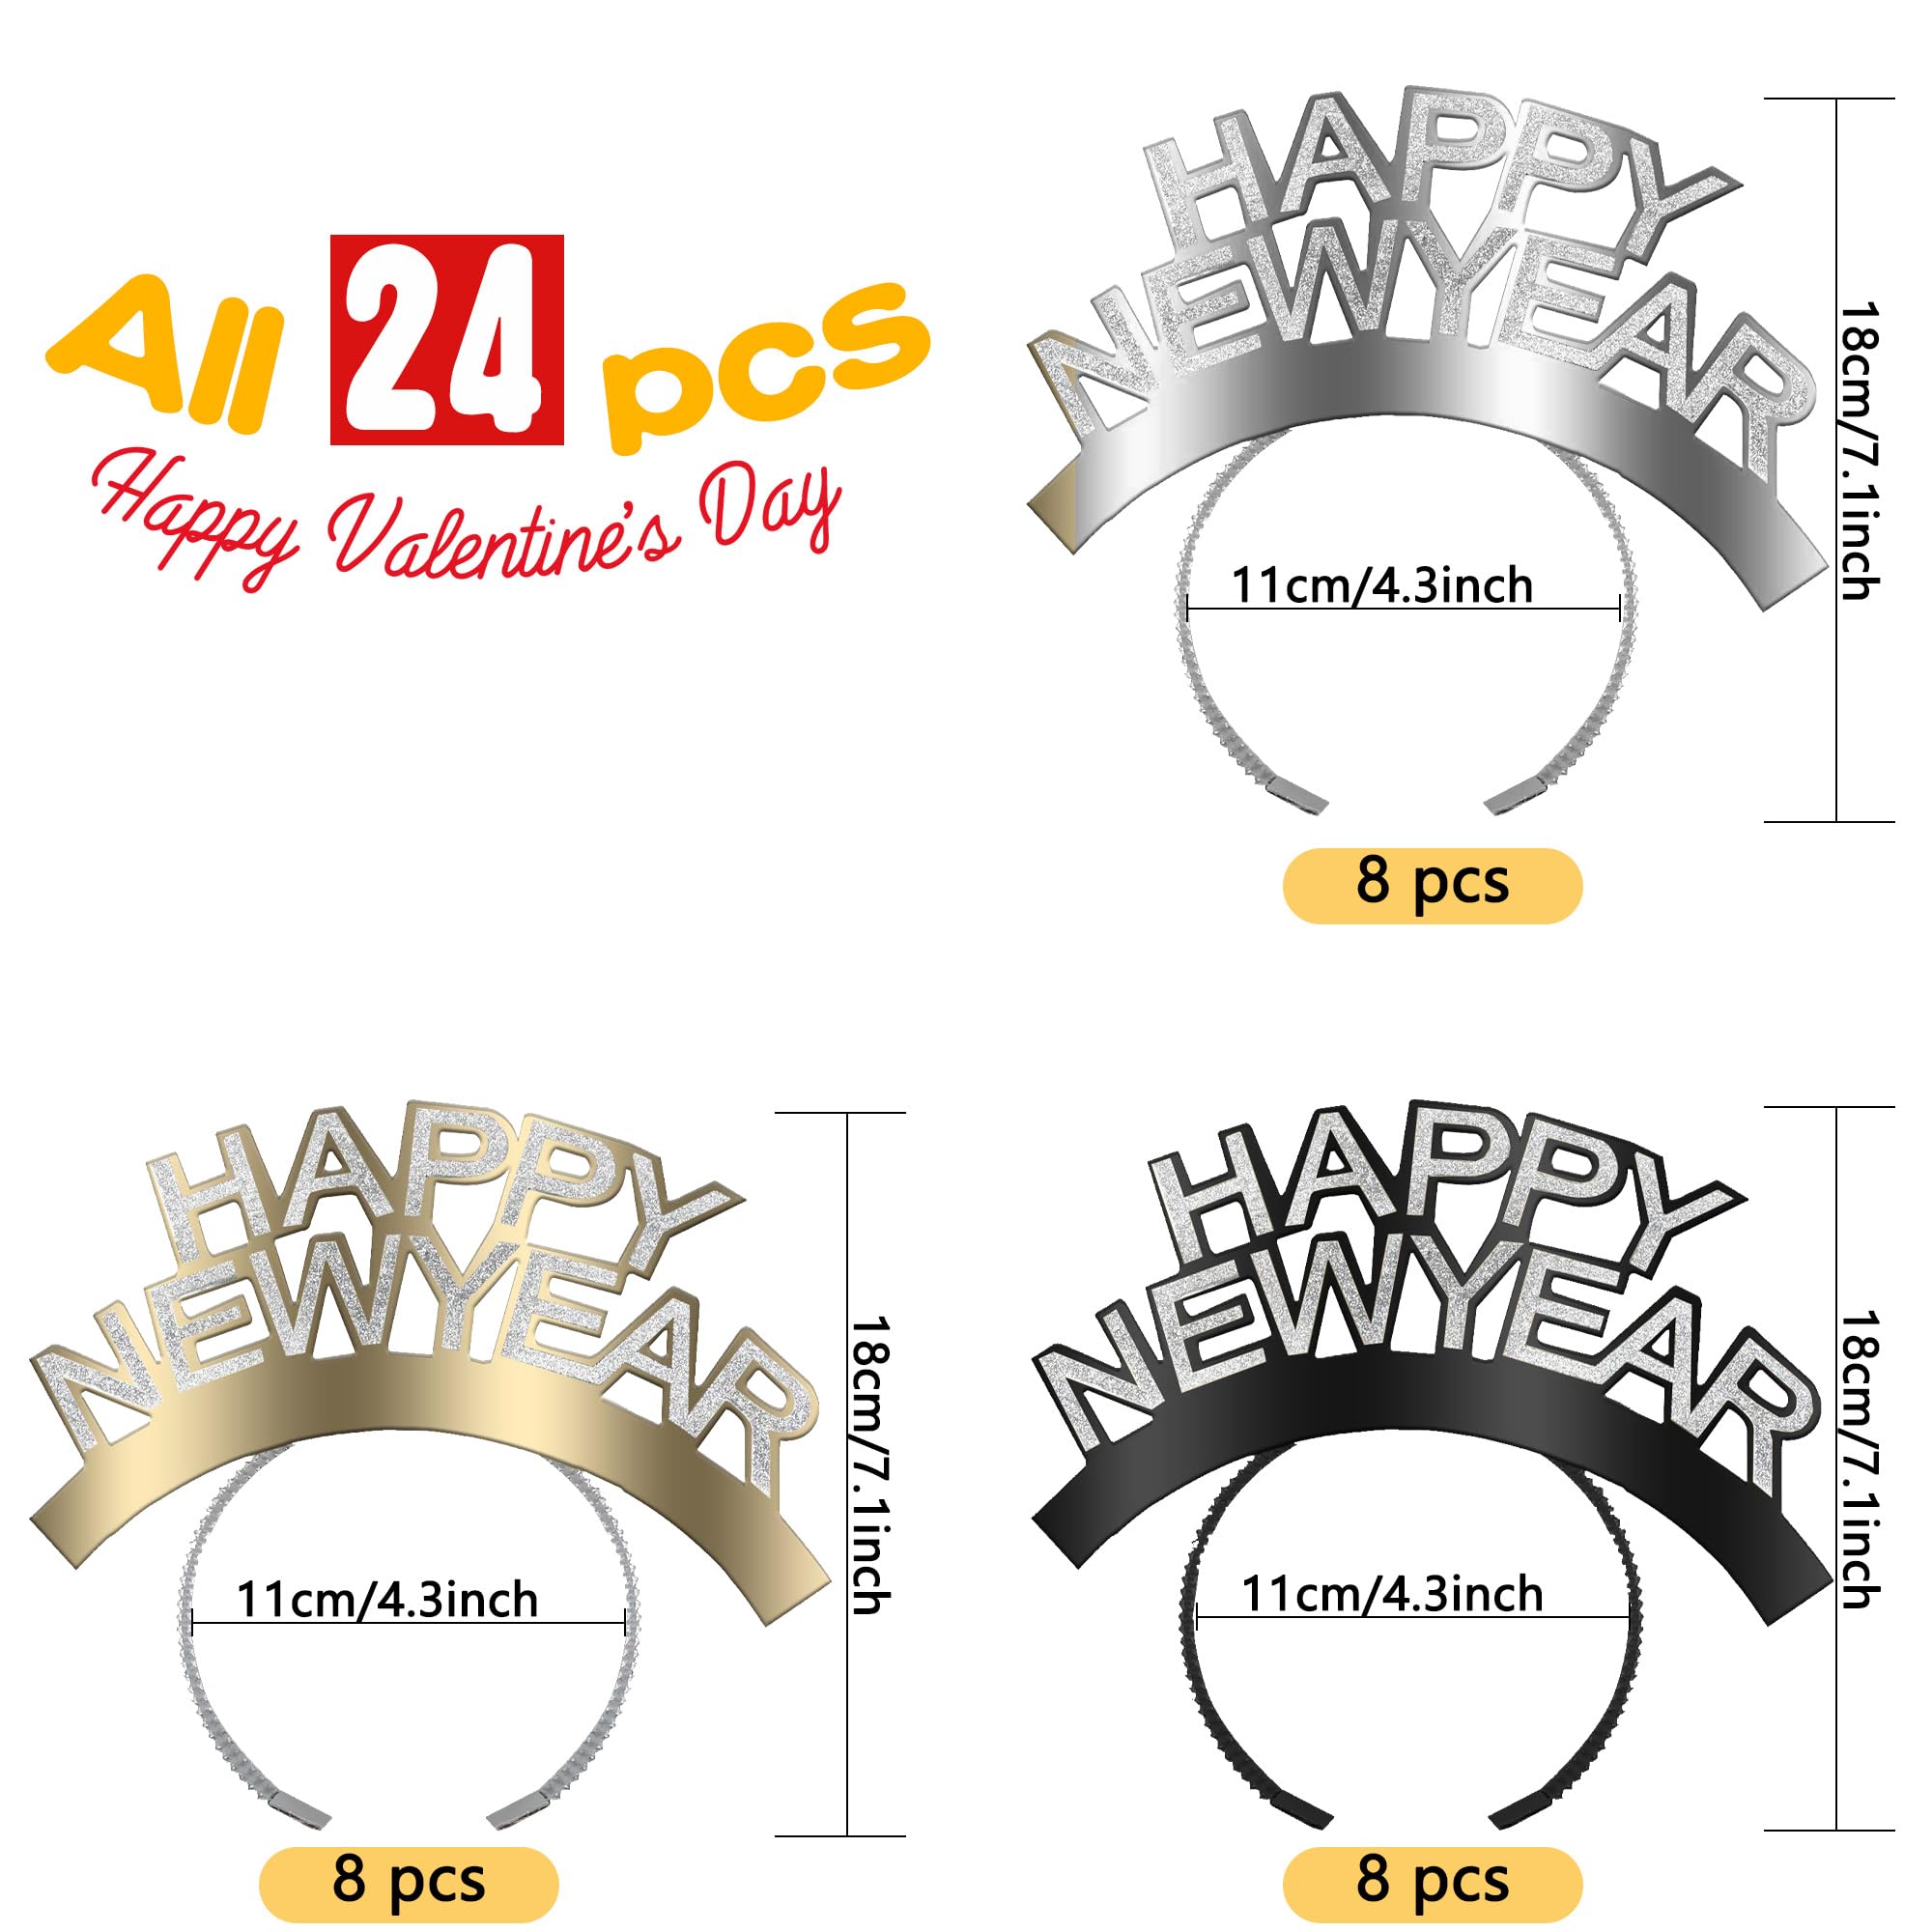 All 24 pcs
Happy Valentine's Day
HAPPY
NEWYEAR
18cm/7.1inch
11cm/4.3inch
8 pcs
HAPPY
NEWYEAR
18cm/7.1inch
11cm/4.3inch
8 pcs
HAPPY
NEWYEAR
18cm/7.1inch
11cm/4.3inch
8 pcs